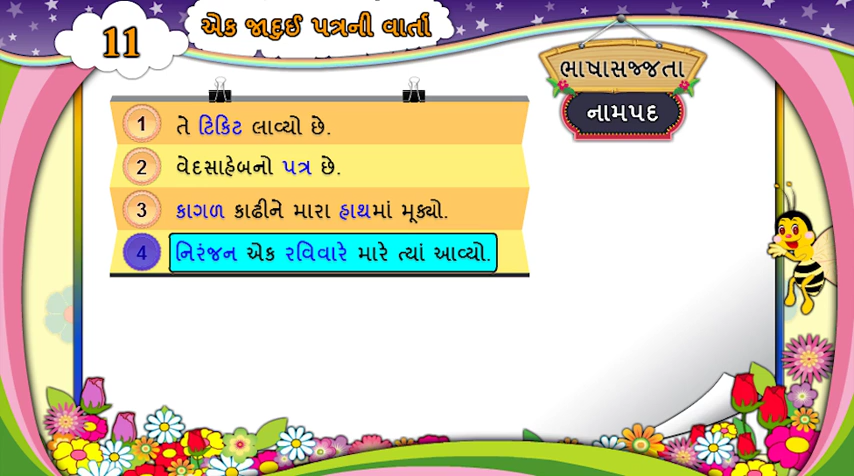 11
એક જાદુઈ પત્રની વાર્તા
ભાષાસજ્જતા
નામપદ
1 તે ટિકિટ લાવ્યો છે.
2 વેદસાહેબનો પત્ર છે.
3 કાગળ કાઢીને મારા હાથમાં મૂક્યો.
4 નિરંજન એક રવિવારે મારે ત્યાં આવ્યો.